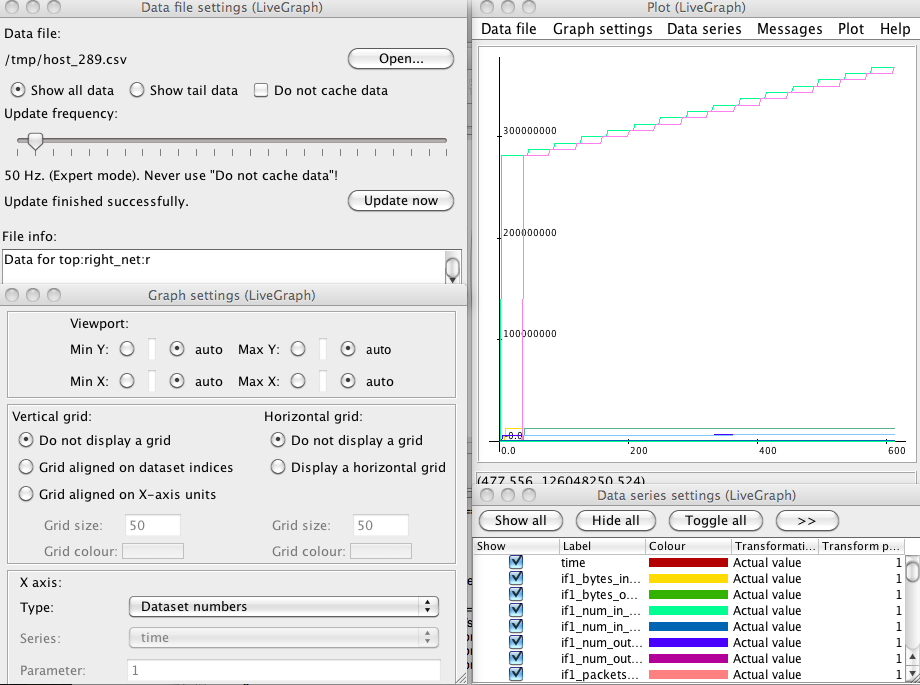 Data file settings (LiveGraph)
Data file:
/tmp/host_289.csv
Open...
Show all data
Show tail data
Do not cache data
Update frequency:
50 Hz. (Expert mode). Never use "Do not cache data"!
Update finished successfully.
Update now
File info:
Data for top:right_net:r
Graph settings (LiveGraph)
Viewport:
Min Y: auto Max Y: auto
Min X: auto Max X: auto
Vertical grid:
Do not display a grid
Grid aligned on dataset indices
Grid aligned on X-axis units
Grid size: 50
Grid colour:
Horizontal grid:
Do not display a grid
Display a horizontal grid
Grid size: 50
Grid colour:
X axis:
Type: Dataset numbers
Series: time
Parameter: 1
Plot (LiveGraph)
Data file Graph settings Data series Messages Plot Help
300000000
200000000
100000000
-0.8
0.0 200 400 600
(477.556, 126048250.524)
Data series settings (LiveGraph)
Show all Hide all Toggle all >>
Show Label Colour Transformati... Transform p...
time Actual value 1
if1_bytes_in... Actual value 1
if1_bytes_o... Actual value 1
if1_num_in_... Actual value 1
if1_num_in_... Actual value 1
if1_num_out... Actual value 1
if1_num_out... Actual value 1
if1_packets... Actual value 1